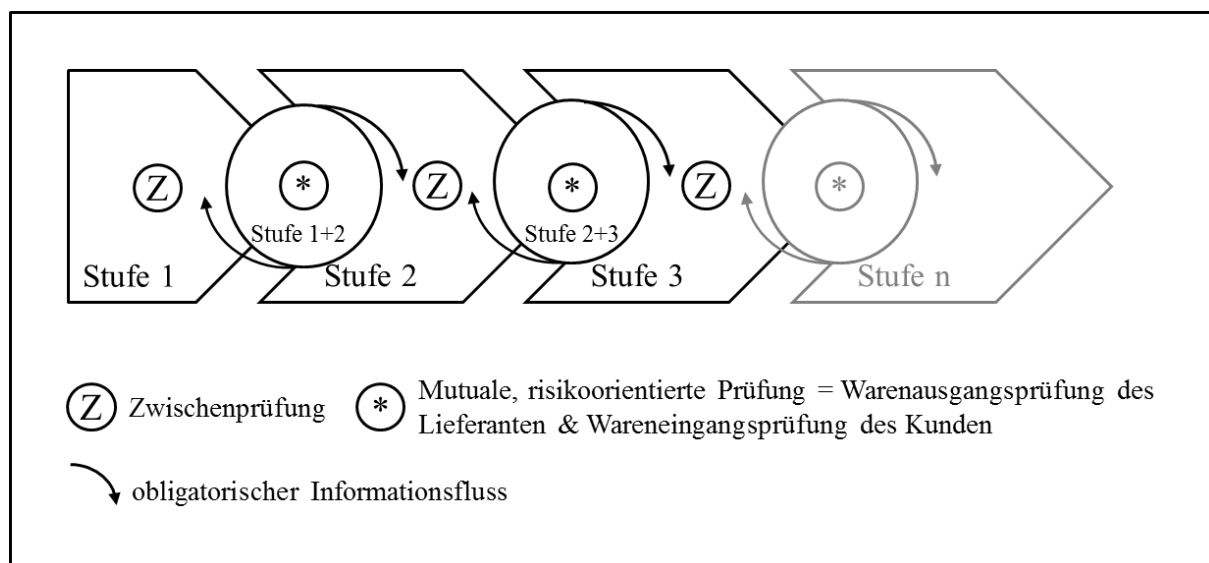 Z
*
Z
*
Z
*
Stufe 1+2
Stufe 2+3
Stufe 1
Stufe 2
Stufe 3
Stufe n
Z Zwischenprüfung
* Mutuale, risikoorientierte Prüfung = Warenausgangsprüfung des
Lieferanten & Wareneingangsprüfung des Kunden
obligatorischer Informationsfluss